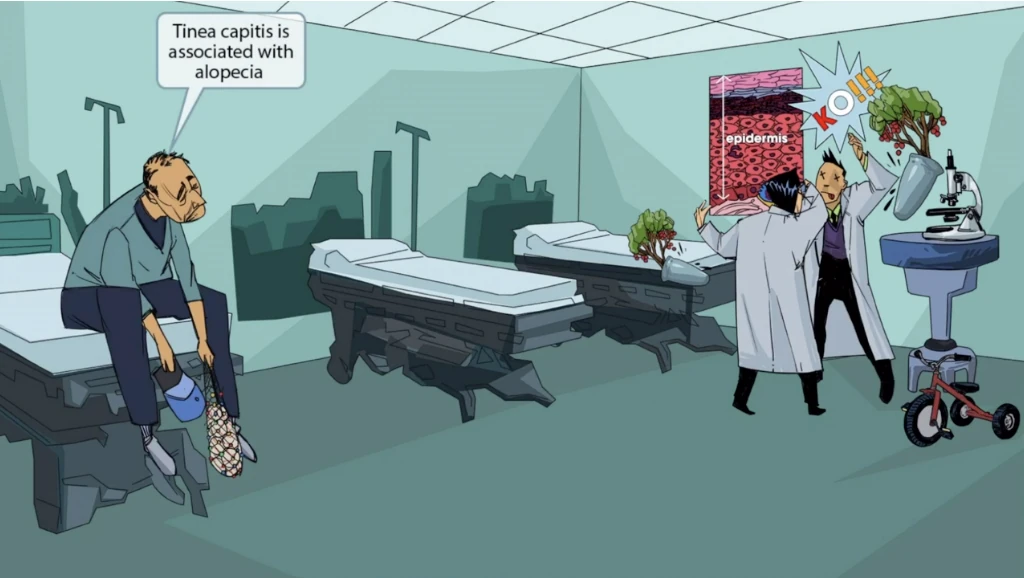 Tinea capitis is
associated with
alopecia
KO!!!
epidermis